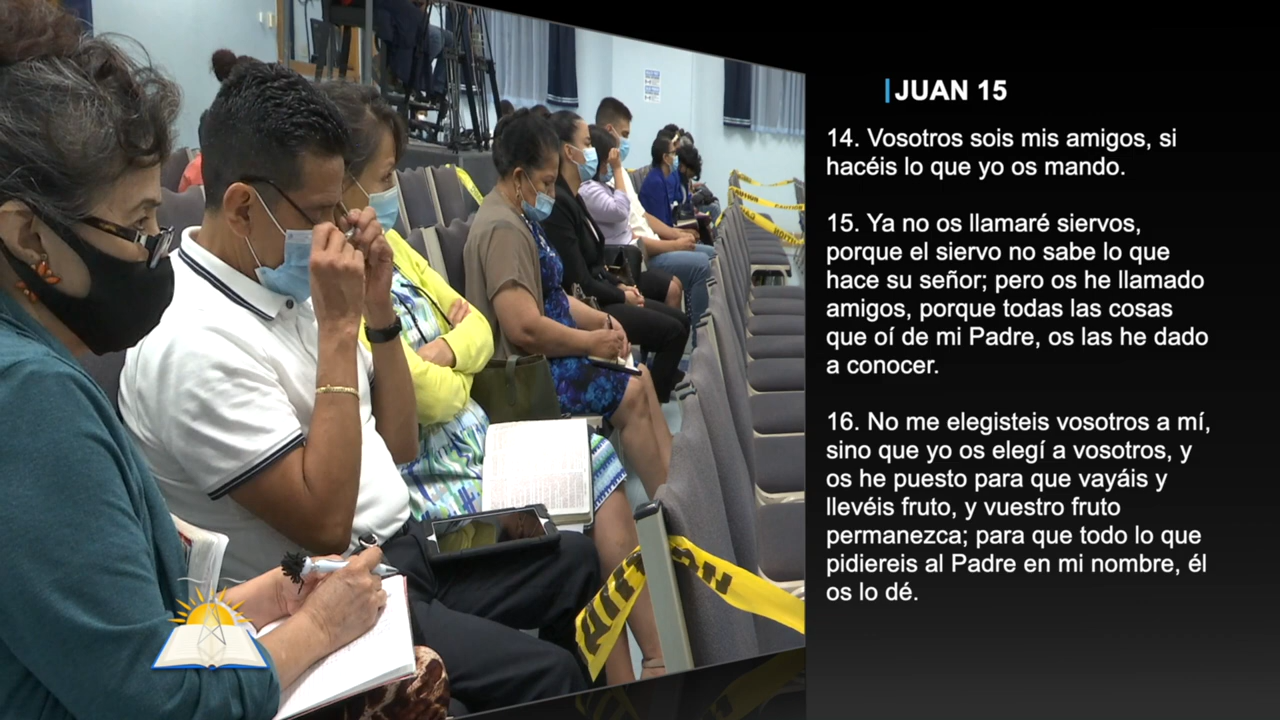 JUAN 15
14. Vosotros sois mis amigos, si
hacéis lo que yo os mando.
15. Ya no os llamaré siervos,
porque el siervo no sabe lo que
hace su señor; pero os he llamado
amigos, porque todas las cosas
que oí de mi Padre, os las he dado
a conocer.
16. No me elegisteis vosotros a mí,
sino que yo os elegí a vosotros, y
os he puesto para que vayáis y
llevéis fruto, y vuestro fruto
permanezca; para que todo lo que
pidiereis al Padre en mi nombre, él
os lo dé.
CAUTION